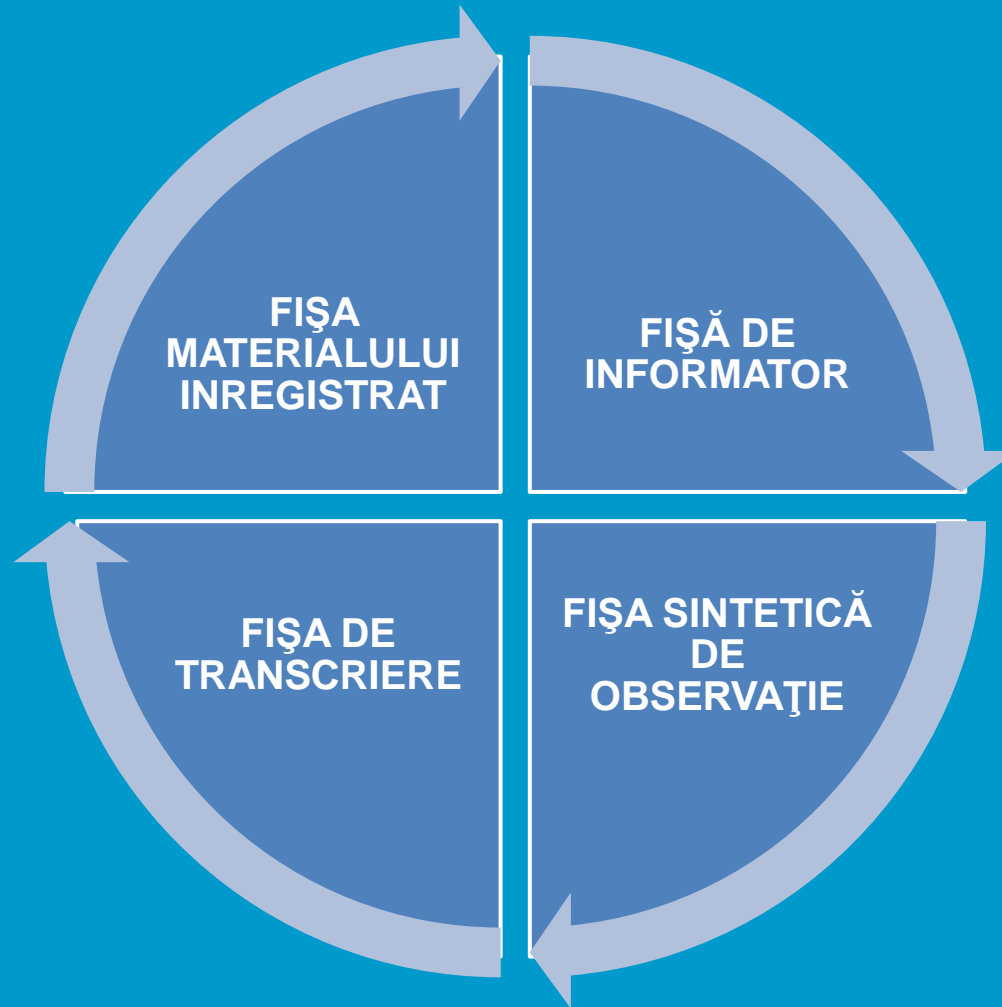 FIŞA
MATERIALULUI
INREGISTRAT
FIŞĂ DE
INFORMATOR
FIŞA DE
TRANSCRIERE
FIŞA SINTETICĂ
DE
OBSERVAŢIE